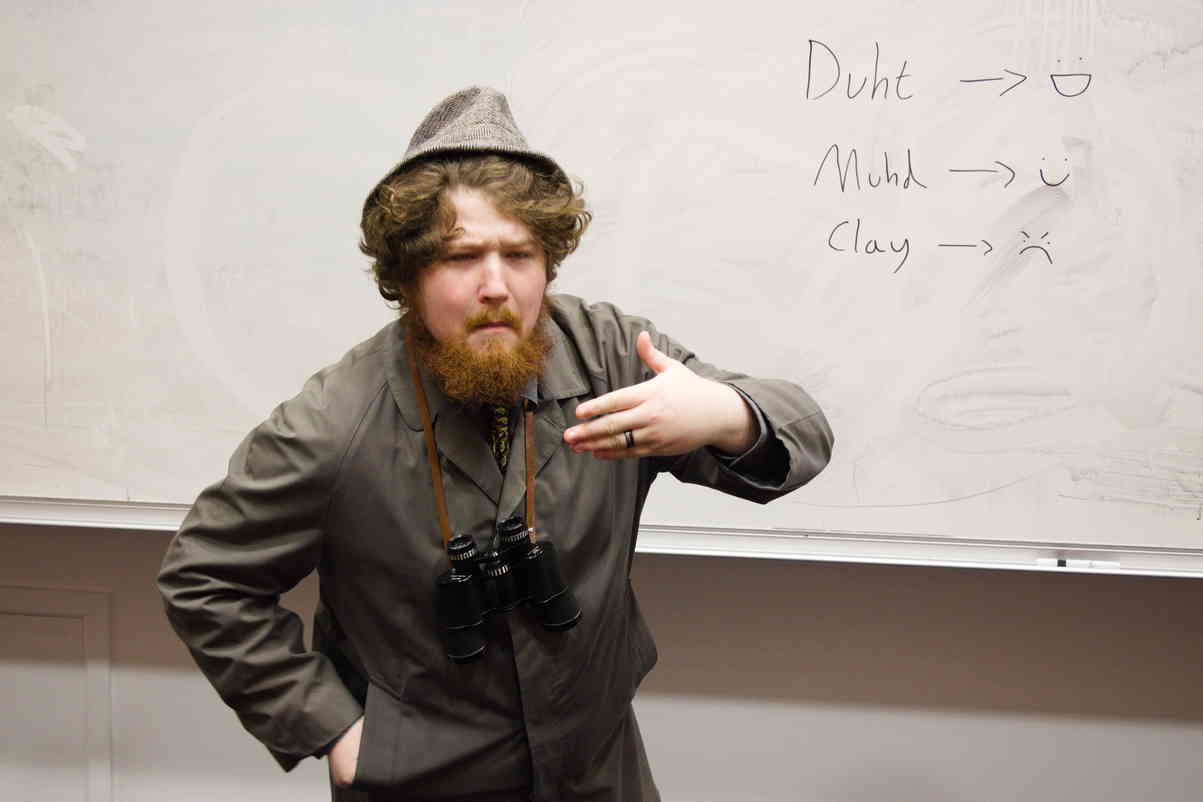 Duht → :D
Muhd → :)
Clay → >:(